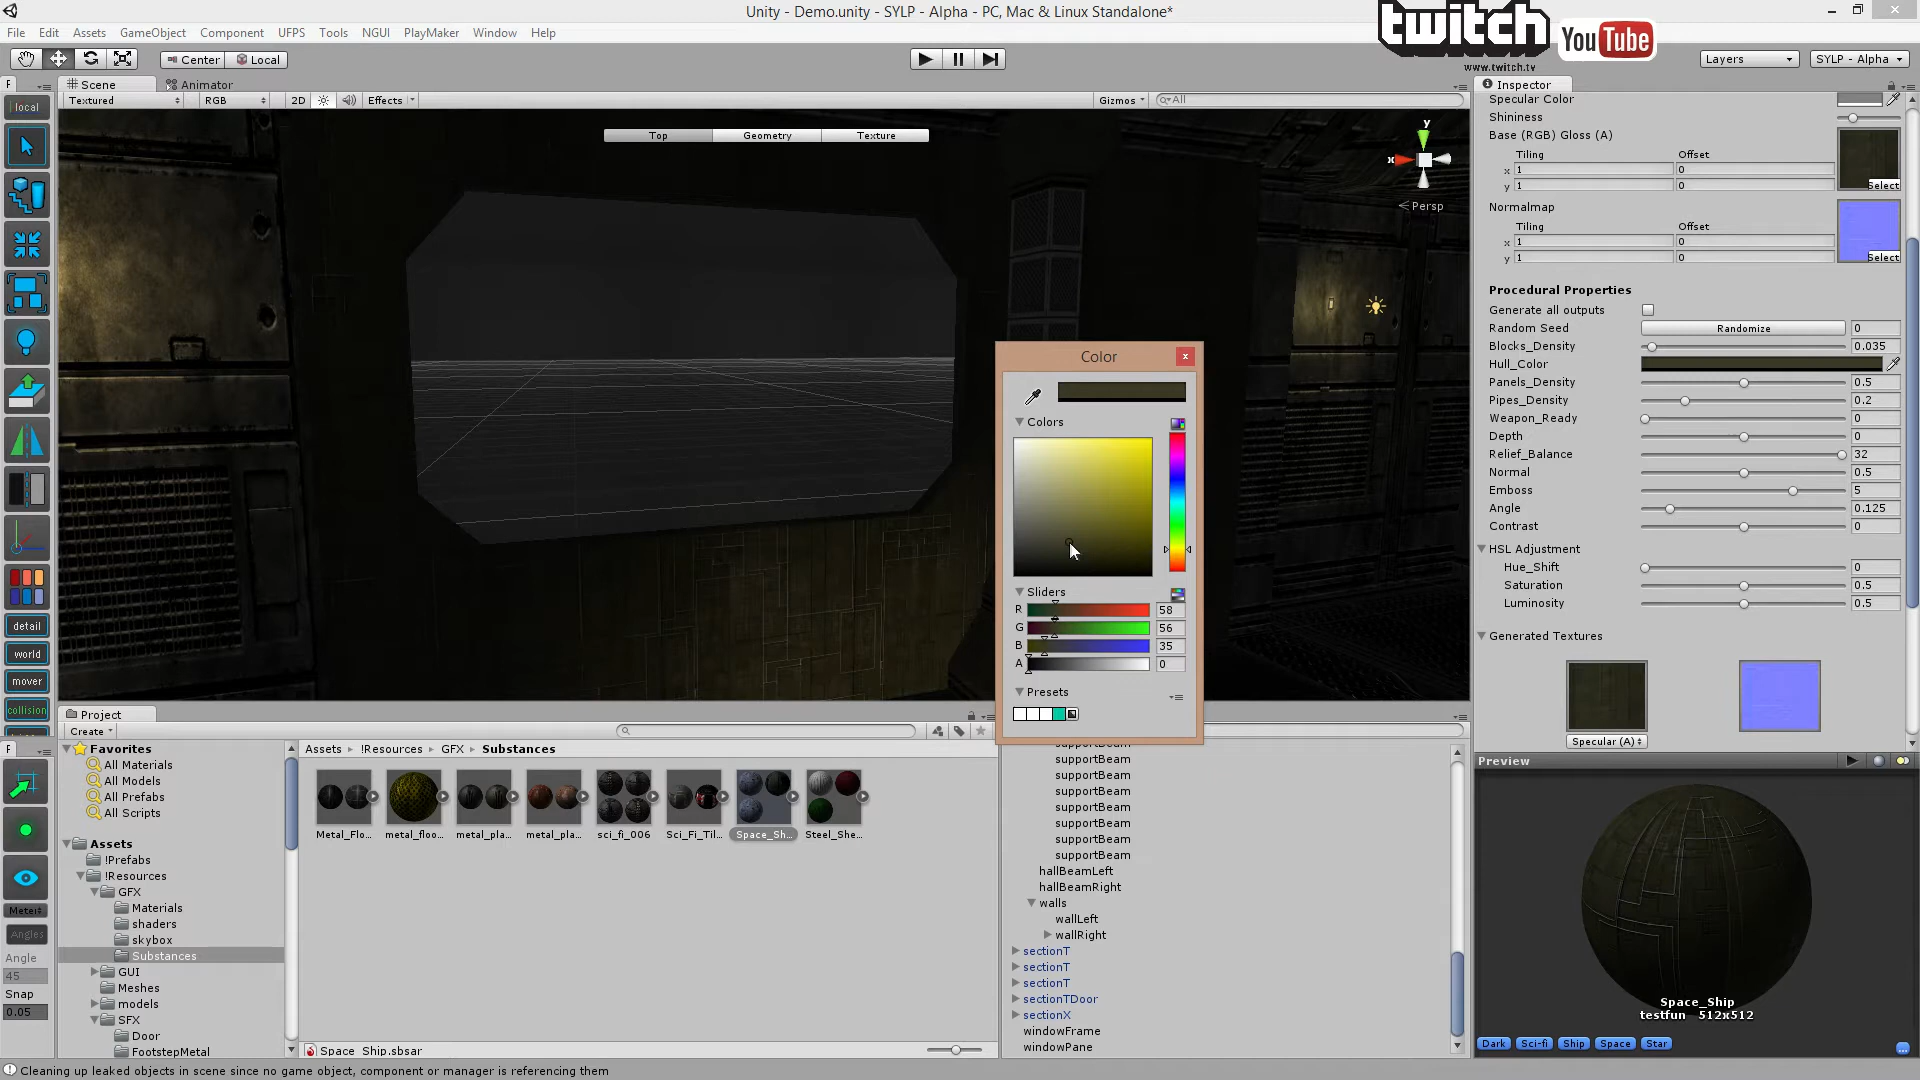 Unity - Demo.unity - SYLP - Alpha - PC, Mac & Linux Standalone*
twitch
www.twitch.tv
YouTube
File Edit Assets GameObject Component UFPS Tools NGUI PlayMaker Window Help
Center Local
Layers SYLP - Alpha
Scene Animator
Textured RGB 2D Effects Gizmos All
Top Geometry Texture
y
x
Persp
local
detail
world
mover
collision
Meter
Angles
Angle
45
Snap
0.05
Inspector
Specular Color
Shininess
Base (RGB) Gloss (A)
Tiling Offset
x 1 0
y 1 0
Select
Normalmap
Tiling Offset
x 1 0
y 1 0
Select
Procedural Properties
Generate all outputs
Random Seed Randomize 0
Blocks_Density 0.035
Hull_Color
Panels_Density 0.5
Pipes_Density 0.2
Weapon_Ready 0
Depth 0
Relief_Balance 32
Normal 0.5
Emboss 5
Angle 0.125
Contrast 0
HSL Adjustment
Hue_Shift 0
Saturation 0.5
Luminosity 0.5
Generated Textures
Specular (A)
Preview
Space_Ship
testfun 512x512
Dark Sci-fi Ship Space Star
Color
Colors
Sliders
R 58
G 56
B 35
A 0
Presets
Project
Create
Favorites
All Materials
All Models
All Prefabs
All Scripts
Assets
!Prefabs
!Resources
GFX
Materials
shaders
skybox
Substances
GUI
Meshes
models
SFX
Door
FootstepMetal
Assets !Resources GFX Substances
Metal_Flo... metal_floo... metal_pla... metal_pla... sci_fi_006 Sci_Fi_Til... Space_Sh... Steel_She...
Space_Ship.sbsar
supportBeam
supportBeam
supportBeam
supportBeam
supportBeam
supportBeam
supportBeam
supportBeam
hallBeamLeft
hallBeamRight
walls
wallLeft
wallRight
sectionT
sectionT
sectionT
sectionTDoor
sectionX
windowFrame
windowPane
Cleaning up leaked objects in scene since no game object, component or manager is referencing them